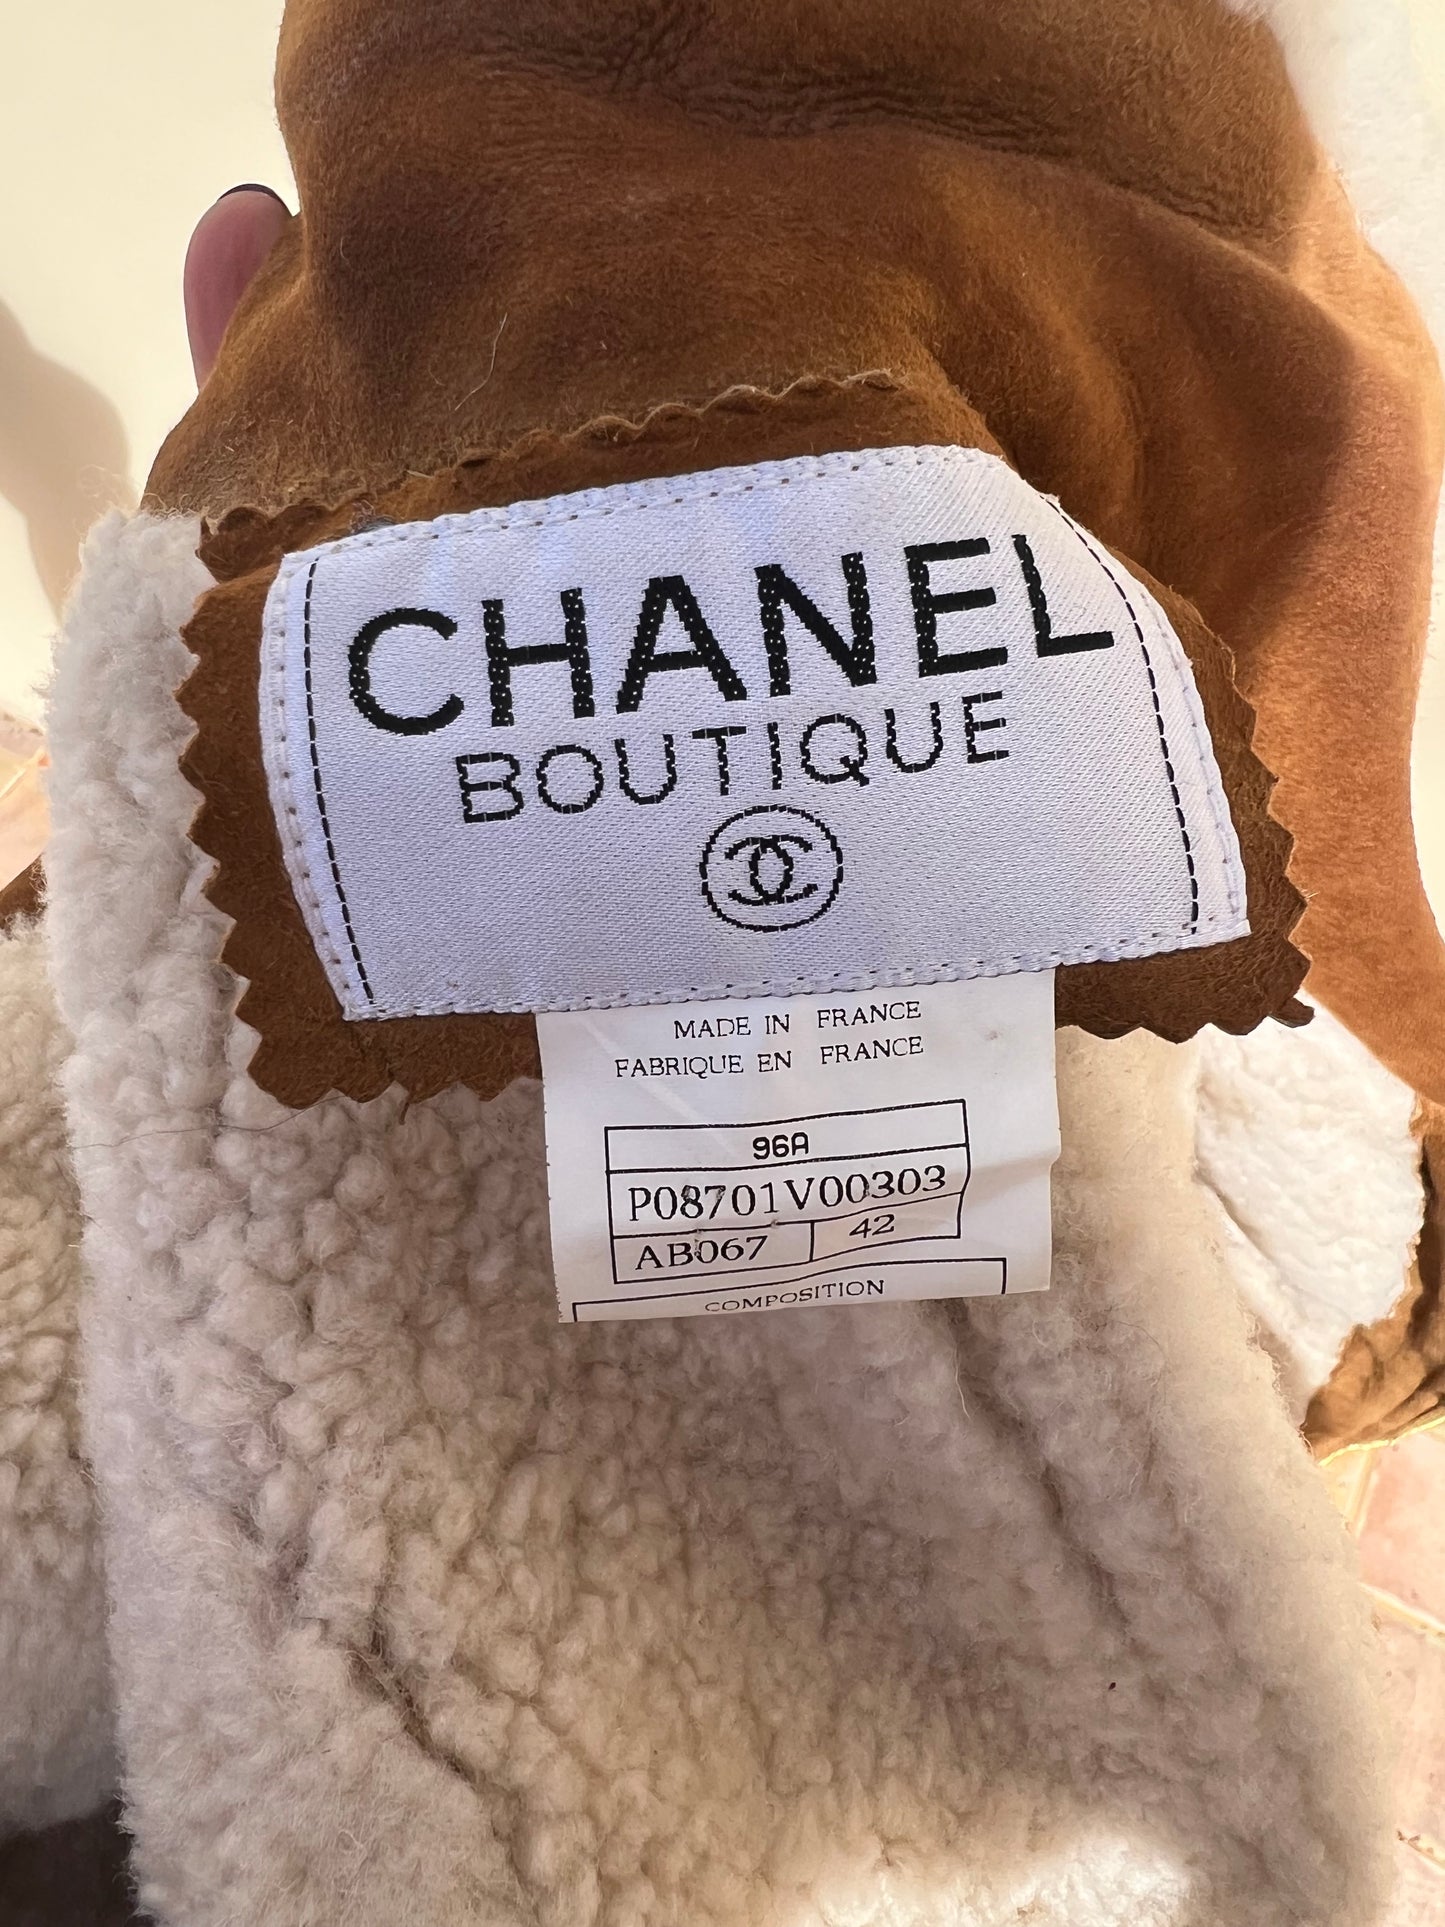 CHANEL
BOUTIQUE
MADE IN FRANCE
FABRIQUE EN FRANCE
96A
P08701V00303
AB067 42
COMPOSITION